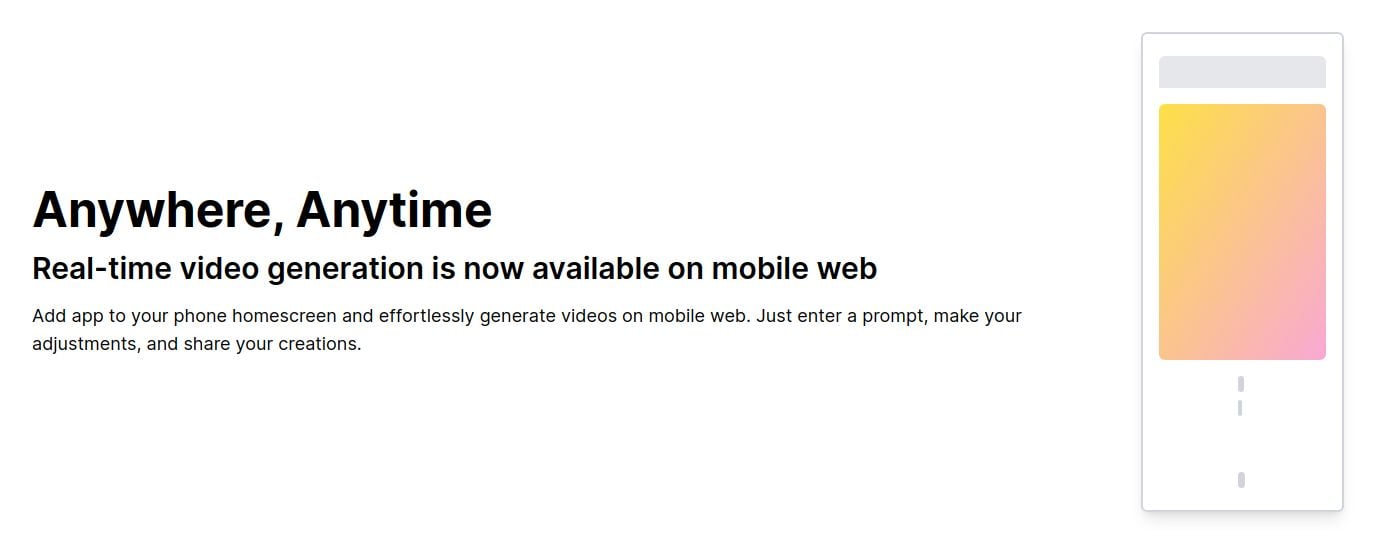 Anywhere, Anytime
Real-time video generation is now available on mobile web
Add app to your phone homescreen and effortlessly generate videos on mobile web. Just enter a prompt, make your
adjustments, and share your creations.